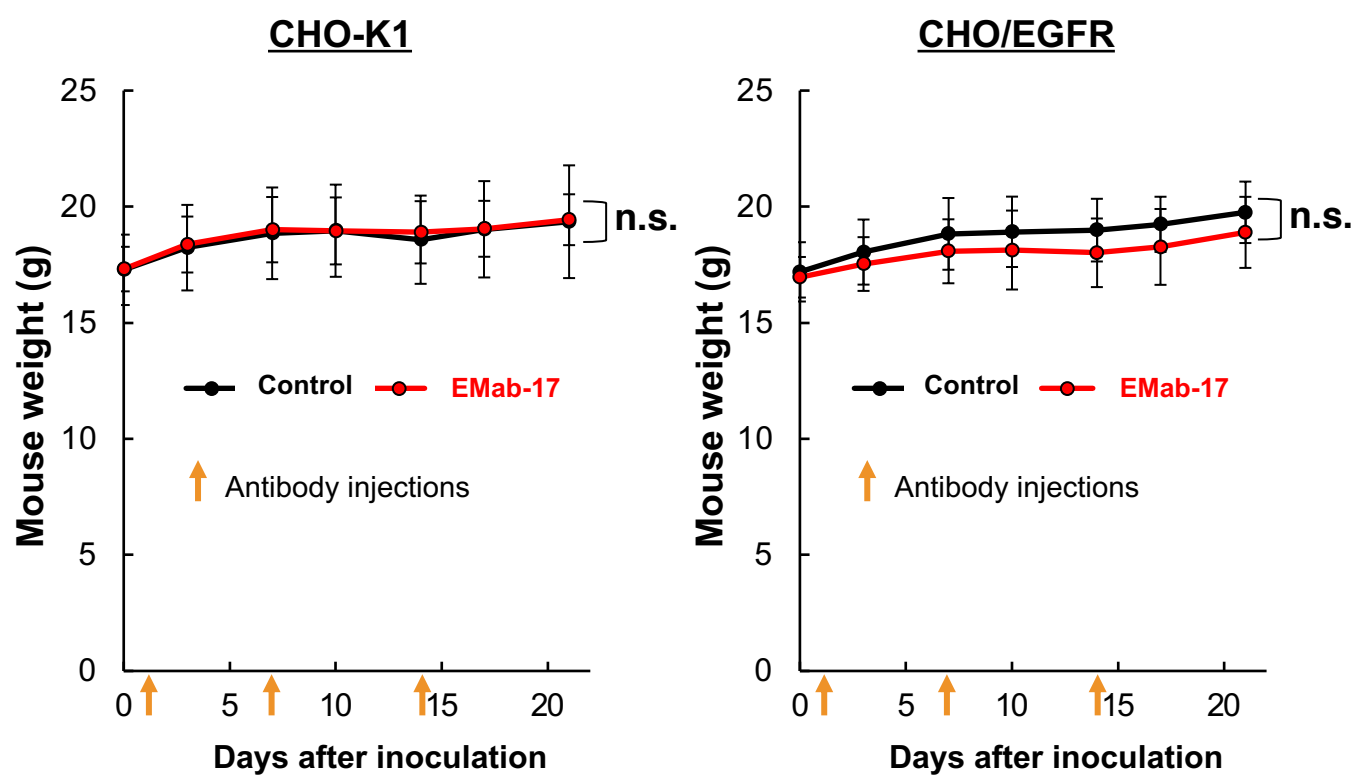 CHO-K1
Mouse weight (g)
25
20
15
10
5
0
n.s.
Control
EMab-17
Antibody injections
0 5 10 15 20
Days after inoculation
CHO/EGFR
Mouse weight (g)
25
20
15
10
5
0
n.s.
Control
EMab-17
Antibody injections
0 5 10 15 20
Days after inoculation